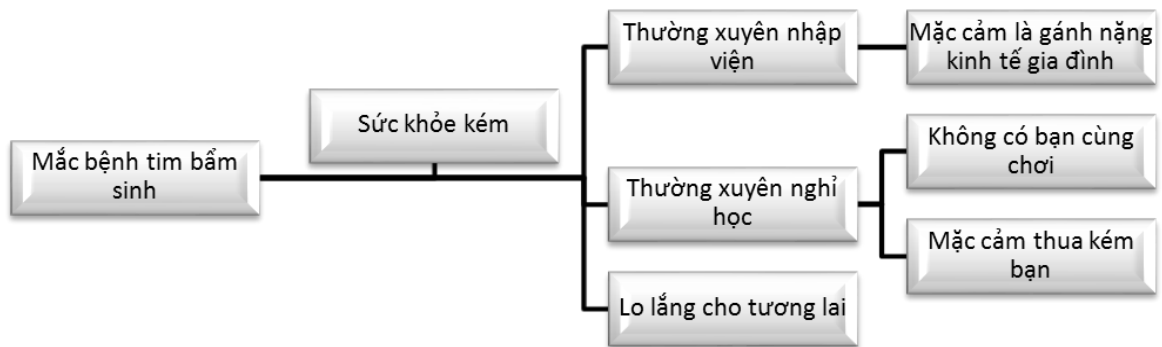 Mắc bệnh tim bẩm
sinh
Sức khỏe kém
Thường xuyên nhập
viện
Mặc cảm là gánh nặng
kinh tế gia đình
Thường xuyên nghỉ
học
Không có bạn cùng
chơi
Mặc cảm thua kém
bạn
Lo lắng cho tương lai